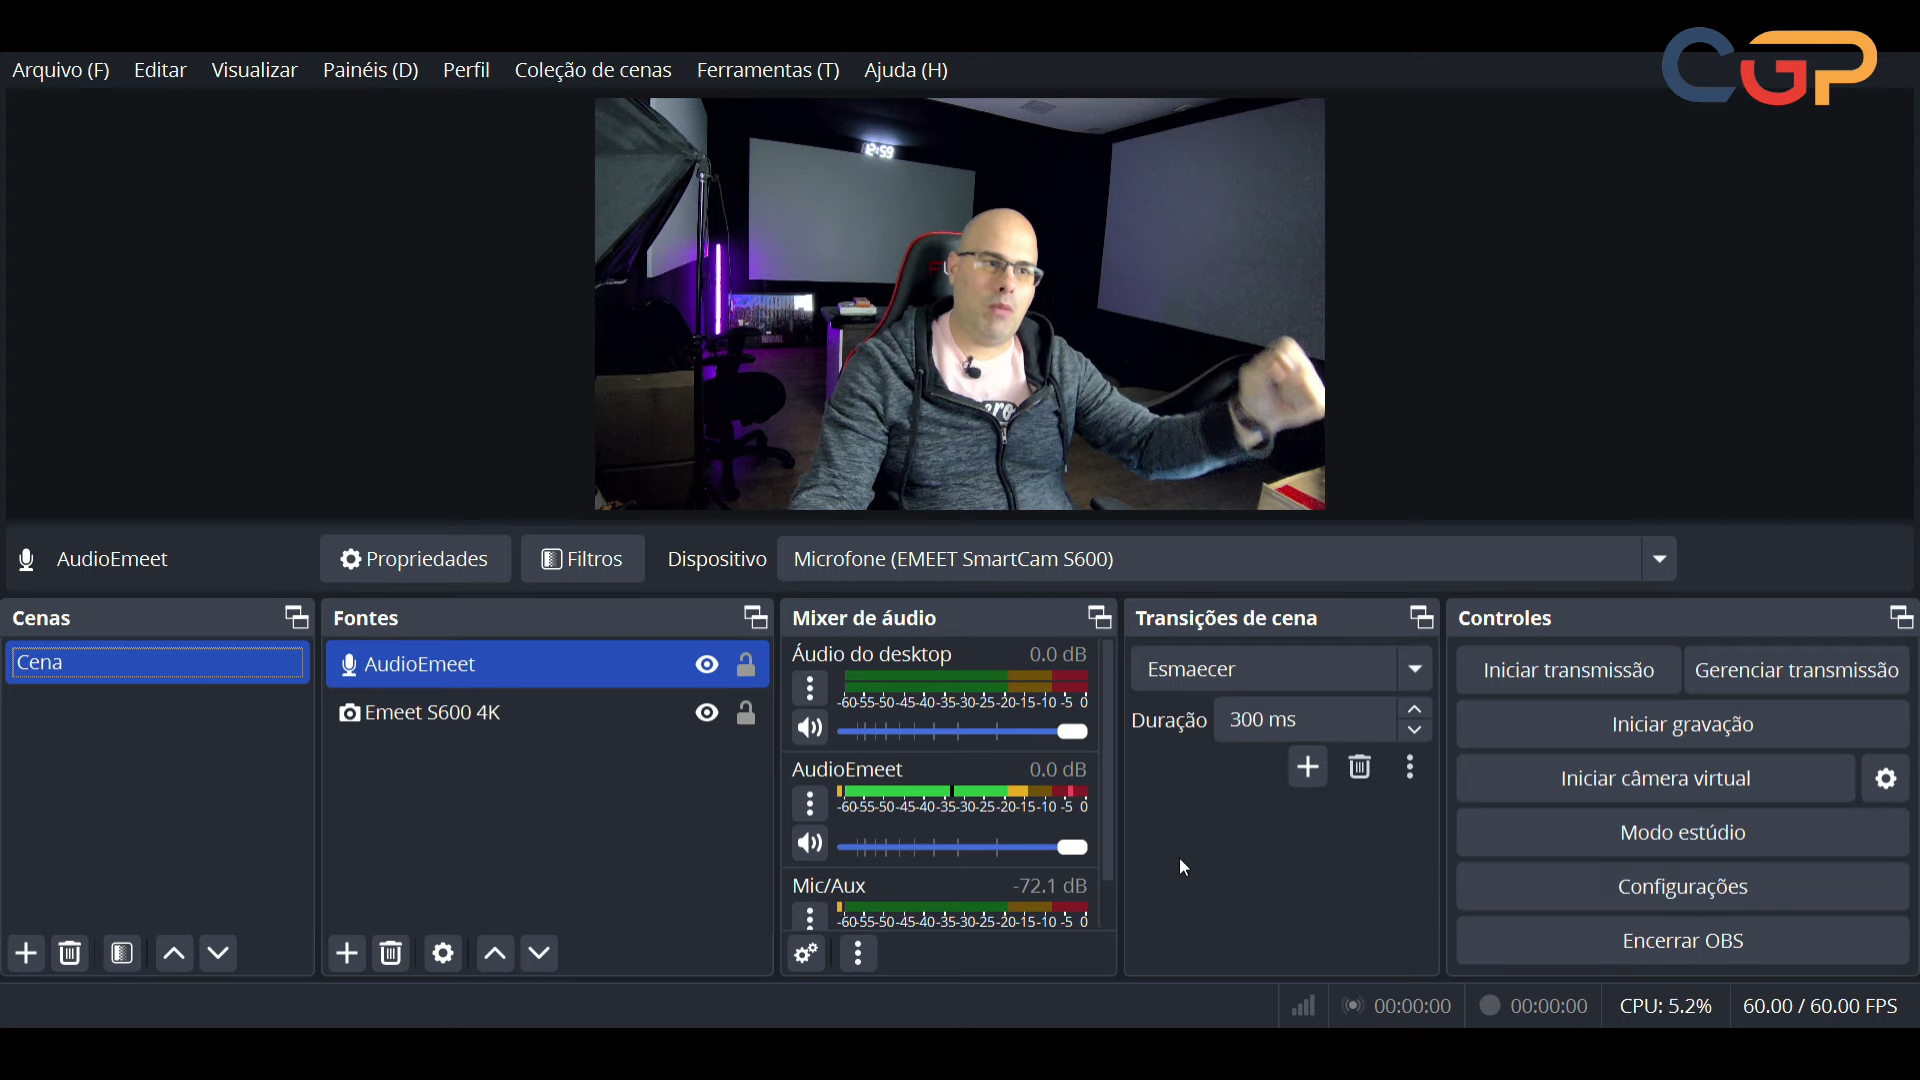 CGP
Arquivo (F) Editar Visualizar Painéis (D) Perfil Coleção de cenas Ferramentas (T) Ajuda (H)
12:59
MARVEL
AudioEmeet Propriedades Filtros Dispositivo Microfone (EMEET SmartCam S600)
Cenas
Cena
Fontes
AudioEmeet
Emeet S600 4K
Mixer de áudio
Áudio do desktop 0.0 dB
-60-55-50-45-40-35-30-25-20-15-10 -5 0
AudioEmeet 0.0 dB
-60-55-50-45-40-35-30-25-20-15-10 -5 0
Mic/Aux -72.1 dB
-60-55-50-45-40-35-30-25-20-15-10 -5 0
Transições de cena
Esmaecer
Duração 300 ms
Controles
Iniciar transmissão Gerenciar transmissão
Iniciar gravação
Iniciar câmera virtual
Modo estúdio
Configurações
Encerrar OBS
00:00:00 00:00:00 CPU: 5.2% 60.00 / 60.00 FPS